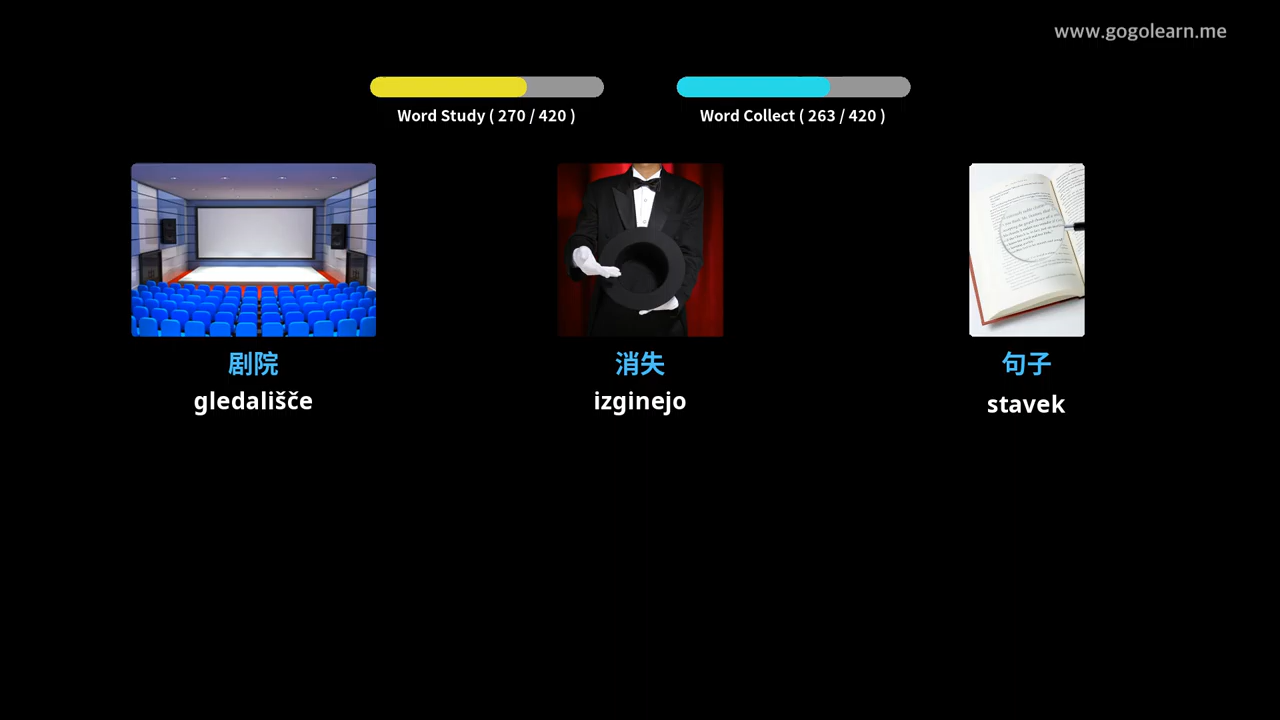 www.gogolearn.me
Word Study ( 270 / 420 )
Word Collect ( 263 / 420 )
剧院
消失
句子
gledališče
izginejo
stavek